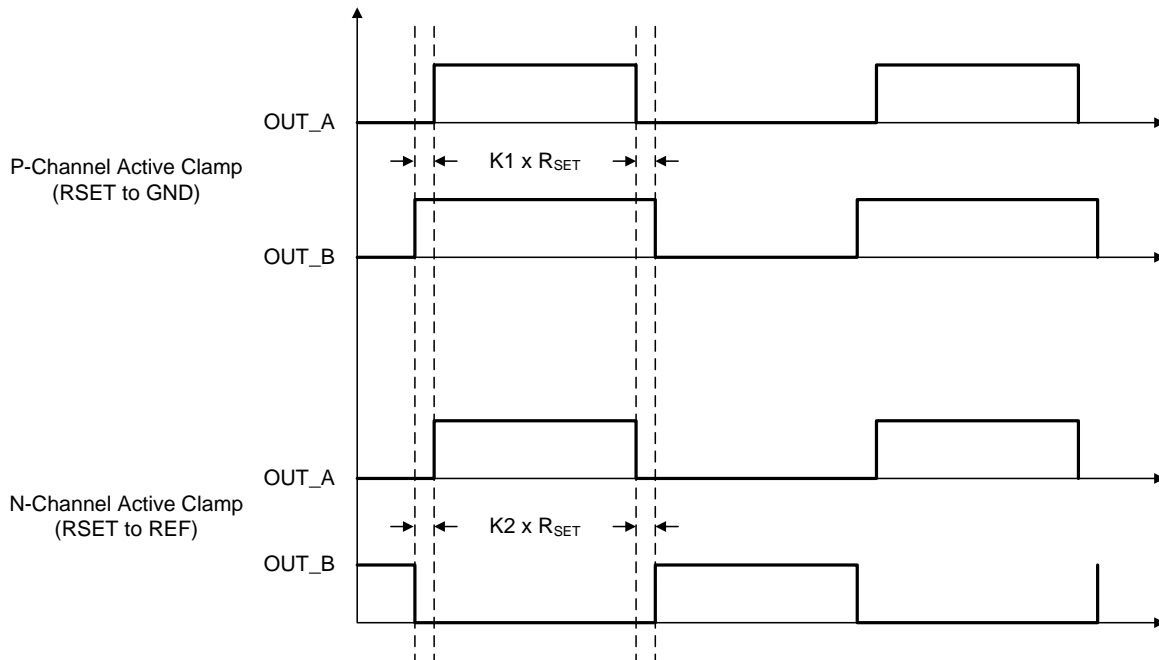 OUT_A
P-Channel Active Clamp
(RSET to GND)
K1 x RSET
OUT_B
OUT_A
N-Channel Active Clamp
(RSET to REF)
K2 x RSET
OUT_B